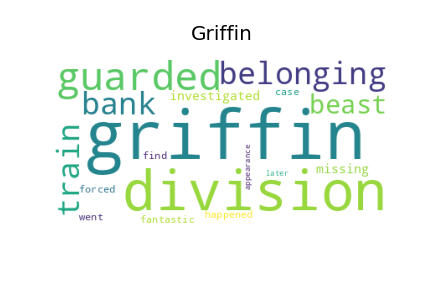 Griffin
guarded
belonging
bank
investigated
case
beast
griffin
train
find
appearance
later
missing
forced
division
went
fantastic
happened